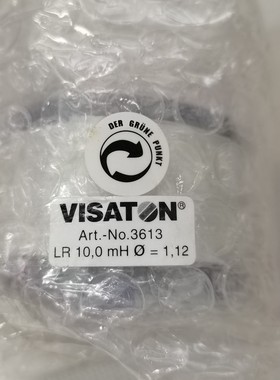 DER GRÜNE PUNKT
VISATON®
Art.-No.3613
LR 10,0 mH Ø = 1,12